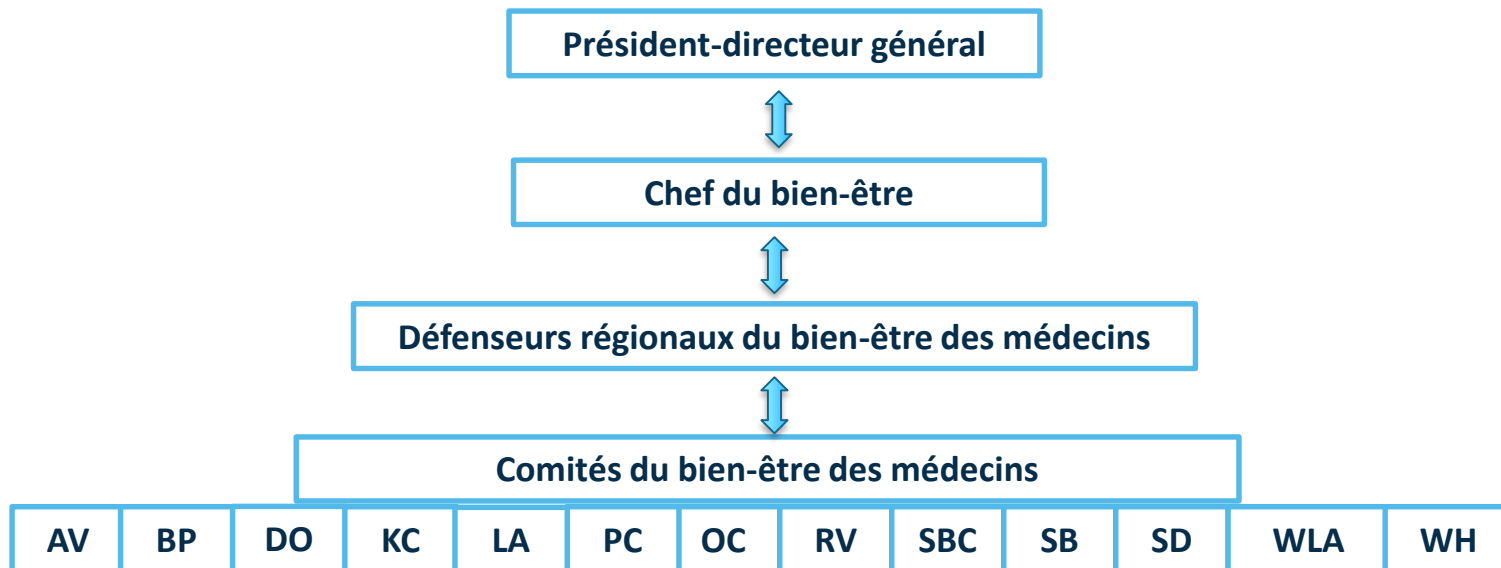 Président-directeur général
Chef du bien-être
Défenseurs régionaux du bien-être des médecins
Comités du bien-être des médecins
AV BP DO KC LA PC OC RV SBC SB SD WLA WH